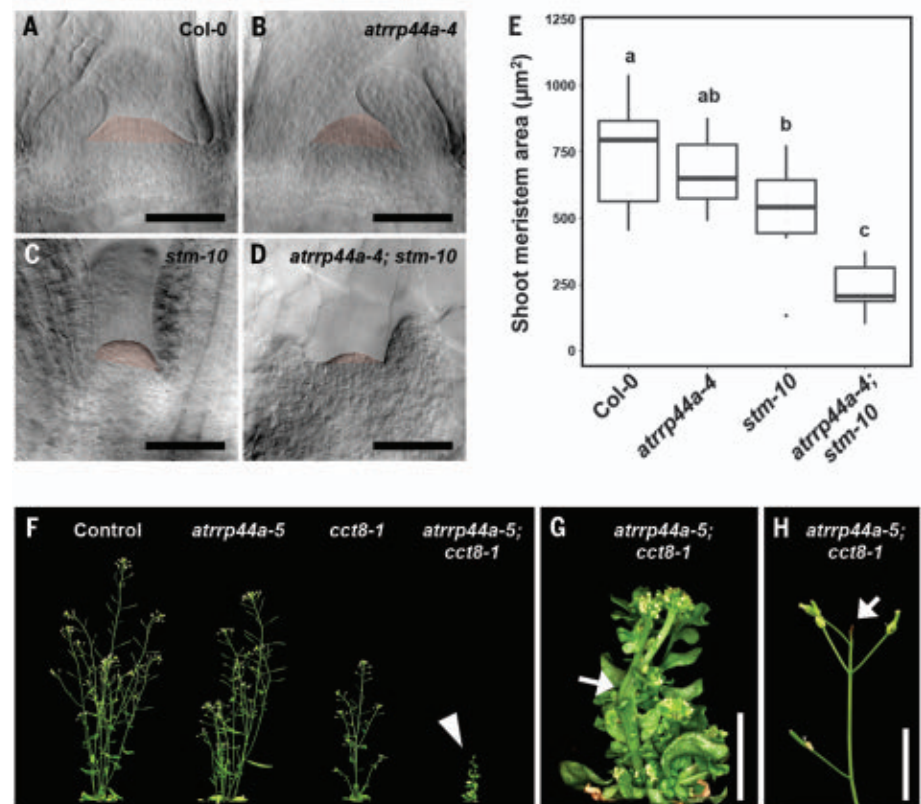 A Col-0
B atrrp44a-4
C stm-10
D atrrp44a-4; stm-10
E
Shoot meristem area (µm²)
1250
1000
750
500
250
0
a
ab
b
c
Col-0
atrrp44a-4
stm-10
atrrp44a-4;
stm-10
F Control atrrp44a-5 cct8-1 atrrp44a-5;
cct8-1
G atrrp44a-5;
cct8-1
H atrrp44a-5;
cct8-1